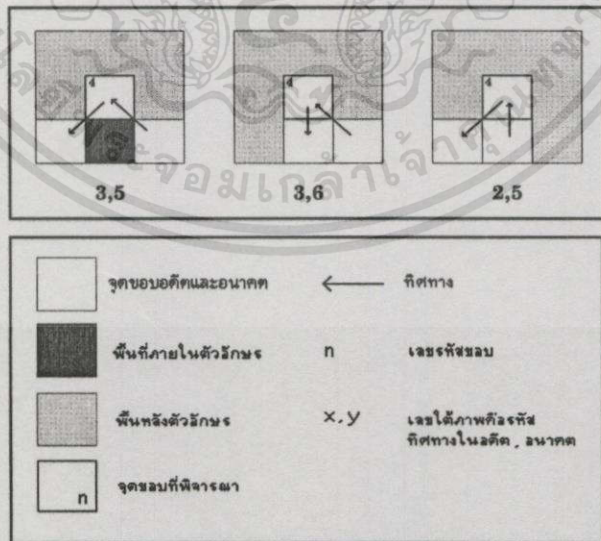 4 4 4
3,5 3,6 2,5
จุดขอบอดีตและอนาคต ทิศทาง
พื้นที่ภายในตัวอักษร n เลขรหัสขอบ
พื้นหลังตัวอักษร x,y เลขใต้ภาพคือรหัส
ทิศทางในอดีต , อนาคต
n จุดขอบที่พิจารณา